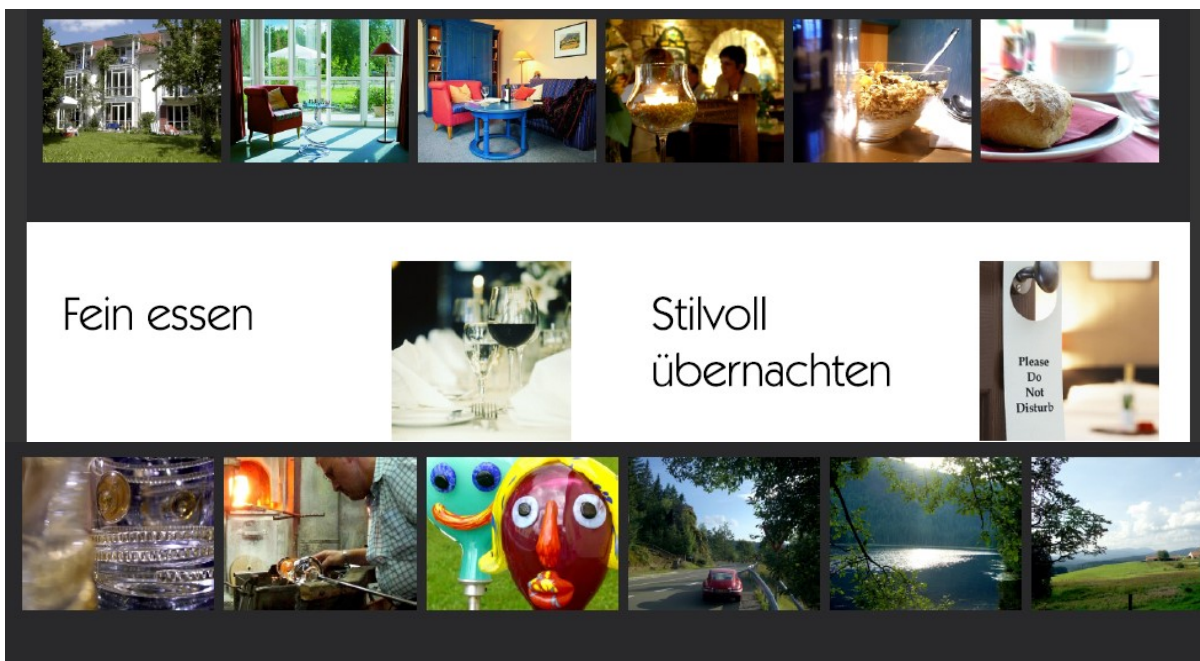 Fein essen
Stilvoll
übernachten
Please
Do
Not
Disturb